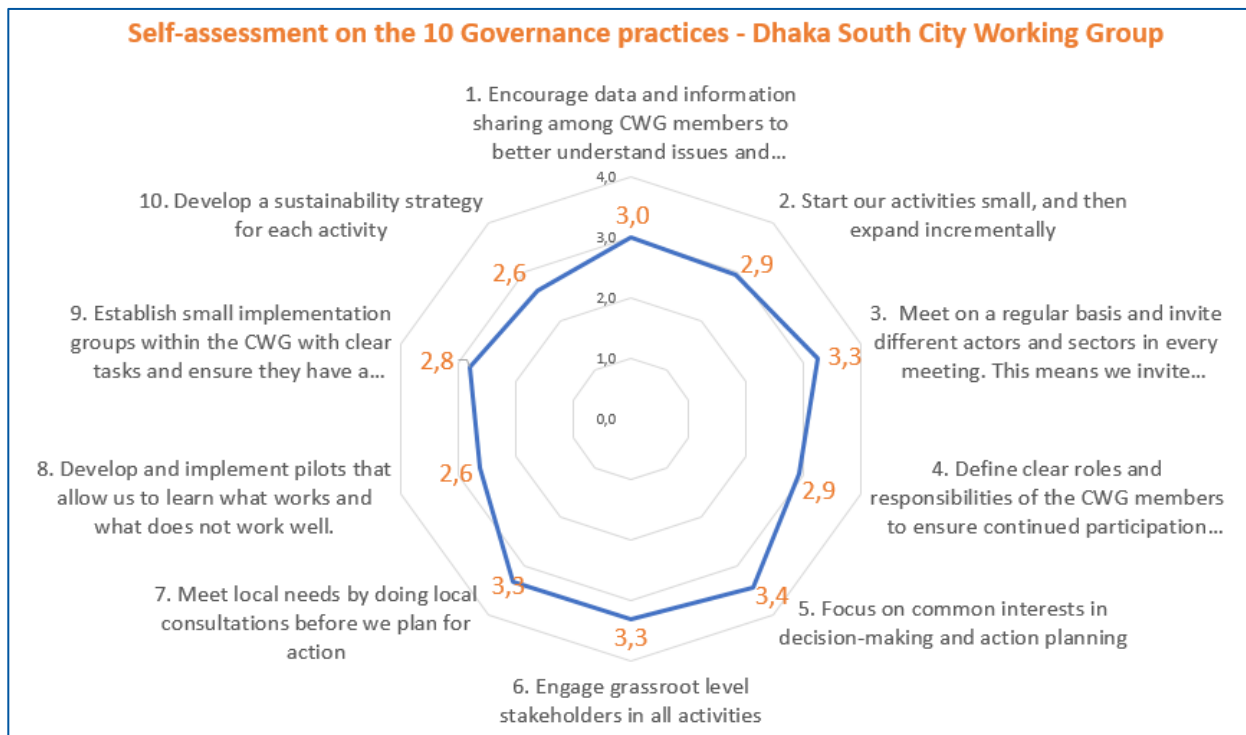 Self-assessment on the 10 Governance practices - Dhaka South City Working Group
1. Encourage data and information
sharing among CWG members to
better understand issues and...
10. Develop a sustainability strategy
for each activity
2. Start our activities small, and then
expand incrementally
9. Establish small implementation
groups within the CWG with clear
tasks and ensure they have a...
3. Meet on a regular basis and invite
different actors and sectors in every
meeting. This means we invite...
8. Develop and implement pilots that
allow us to learn what works and
what does not work well.
4. Define clear roles and
responsibilities of the CWG members
to ensure continued participation...
7. Meet local needs by doing local
consultations before we plan for
action
5. Focus on common interests in
decision-making and action planning
6. Engage grassroot level
stakeholders in all activities
4,0
3,0
2,0
1,0
0,0
3,0
2,9
3,3
2,9
3,4
3,3
3,3
2,6
2,8
2,6